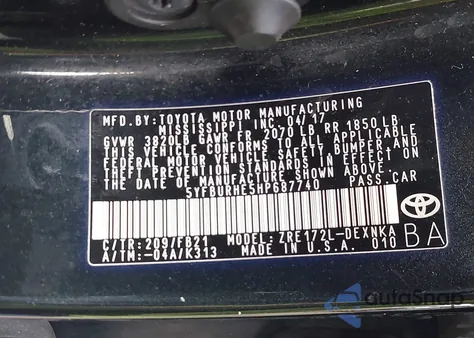 MFD.BY:TOYOTA MOTOR MANUFACTURING
MISSISSIPPI INC. 04/17
GVWR 3820LB GAWR FR 2070 LB RR 1850 LB
THIS VEHICLE CONFORMS TO ALL APPLICABLE
FEDERAL MOTOR VEHICLE SAFETY, BUMPER, AND
THEFT PREVENTION STANDARDS IN EFFECT ON
THE DATE OF MANUFACTURE SHOWN ABOVE.
5YFBURHE5HP687740 PASS.CAR
C/TR:209/FB21 MODEL:ZRE172L-DEXNKA
A/TM:-04A/K313 MADE IN U.S.A. 010 BA
TOYOTA
autoSnap